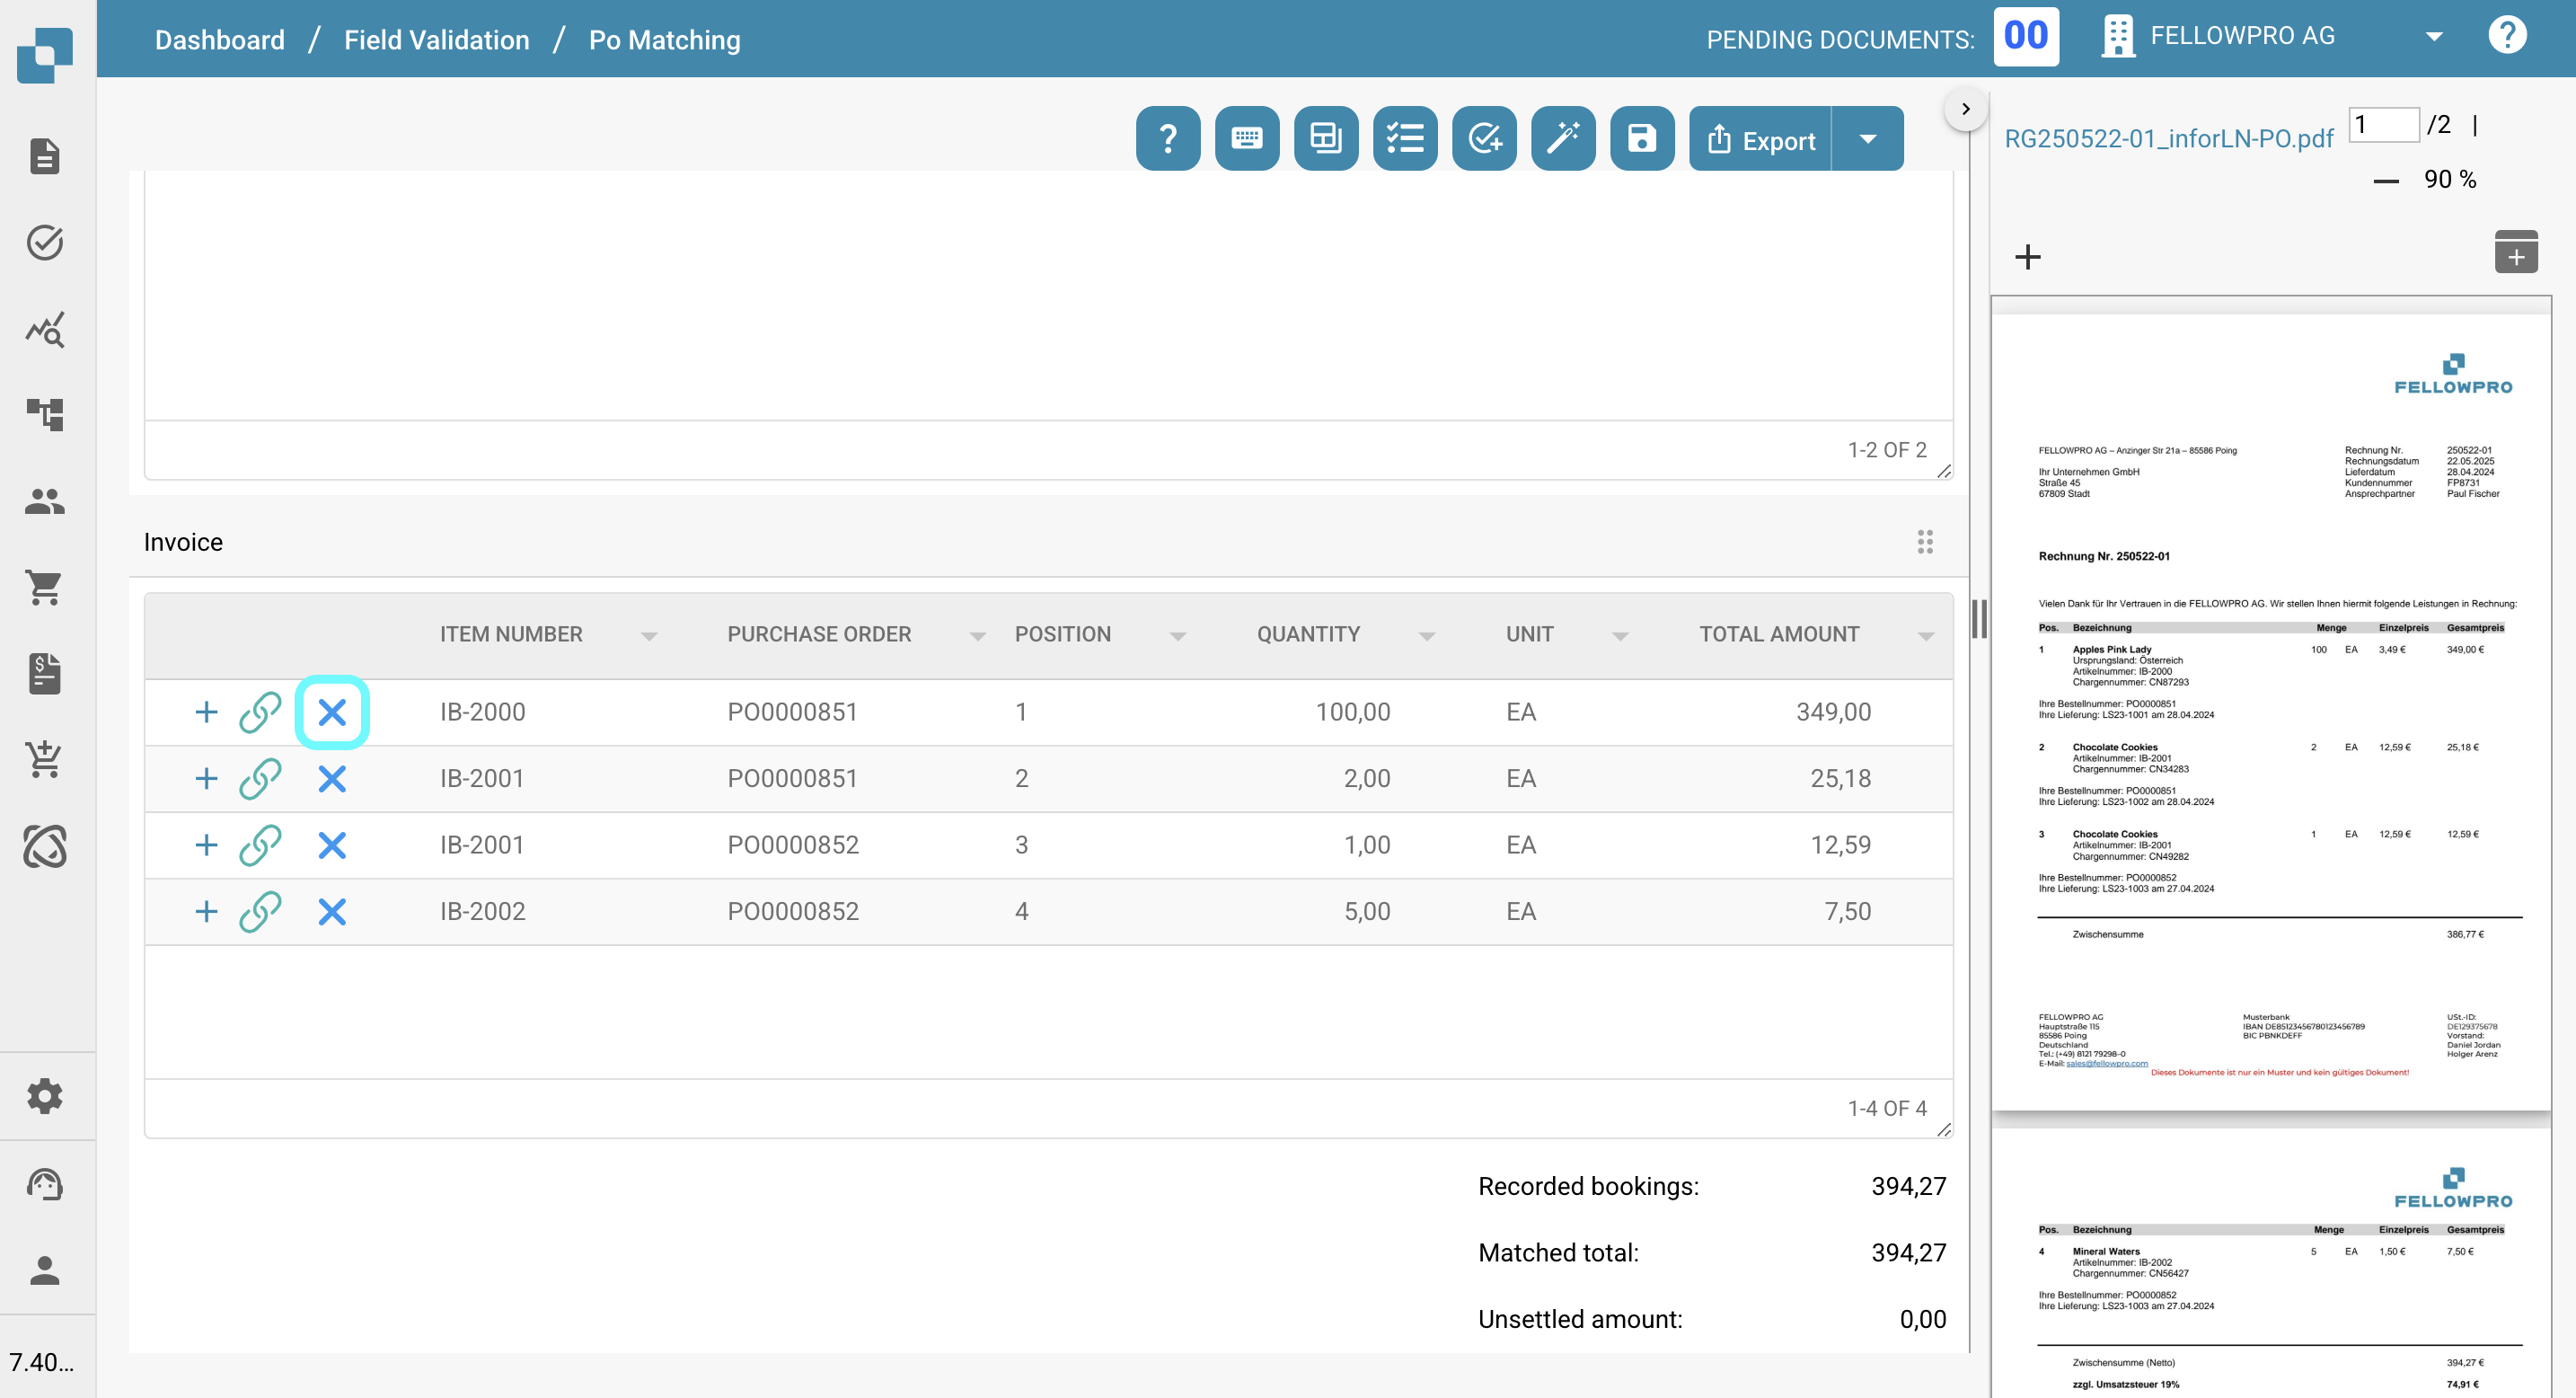 Dashboard / Field Validation / Po Matching
PENDING DOCUMENTS: 00
FELLOWPRO AG
?
?
Export
RG250522-01_inforLN-PO.pdf
1 /2 |
90 %
1-2 OF 2
Invoice
ITEM NUMBER PURCHASE ORDER POSITION QUANTITY UNIT TOTAL AMOUNT
IB-2000 PO0000851 1 100,00 EA 349,00
IB-2001 PO0000851 2 2,00 EA 25,18
IB-2001 PO0000852 3 1,00 EA 12,59
IB-2002 PO0000852 4 5,00 EA 7,50
1-4 OF 4
Recorded bookings: 394,27
Matched total: 394,27
Unsettled amount: 0,00
7.40...
FELLOWPRO
FELLOWPRO AG – Anzinger Str 21a – 85586 Poing
Ihr Unternehmen GmbH
Straße 45
67809 Stadt
Rechnung Nr. 250522-01
Rechnungsdatum 22.05.2025
Lieferdatum 28.04.2024
Kundennummer FP8731
Ansprechpartner Paul Fischer
Rechnung Nr. 250522-01
Vielen Dank für Ihr Vertrauen in die FELLOWPRO AG. Wir stellen Ihnen hiermit folgende Leistungen in Rechnung:
Pos. Bezeichnung Menge Einzelpreis Gesamtpreis
1 Apples Pink Lady 100 EA 3,49 € 349,00 €
Ursprungsland: Österreich
Artikelnummer: IB-2000
Chargennummer: CN87293
Ihre Bestellnummer: PO0000851
Ihre Lieferung: LS23-1001 am 28.04.2024
2 Chocolate Cookies 2 EA 12,59 € 25,18 €
Artikelnummer: IB-2001
Chargennummer: CN34283
Ihre Bestellnummer: PO0000851
Ihre Lieferung: LS23-1002 am 28.04.2024
3 Chocolate Cookies 1 EA 12,59 € 12,59 €
Artikelnummer: IB-2001
Chargennummer: CN49282
Ihre Bestellnummer: PO0000852
Ihre Lieferung: LS23-1003 am 27.04.2024
Zwischensumme 386,77 €
FELLOWPRO AG
Hauptstraße 115
85586 Poing
Deutschland
Tel.: (+49) 8121 79298-0
E-Mail: sales@fellowpro.com
Musterbank
IBAN DE85123456780123456789
BIC PBNKDEFF
USt.-ID:
DE129375678
Vorstand:
Daniel Jordan
Holger Arenz
Dieses Dokumente ist nur ein Muster und kein gültiges Dokument!
FELLOWPRO
Pos. Bezeichnung Menge Einzelpreis Gesamtpreis
4 Mineral Waters 5 EA 1,50 € 7,50 €
Artikelnummer: IB-2002
Chargennummer: CN56427
Ihre Bestellnummer: PO0000852
Ihre Lieferung: LS23-1003 am 27.04.2024
Zwischensumme (Netto) 394,27 €
zzgl. Umsatzsteuer 19% 74,91 €